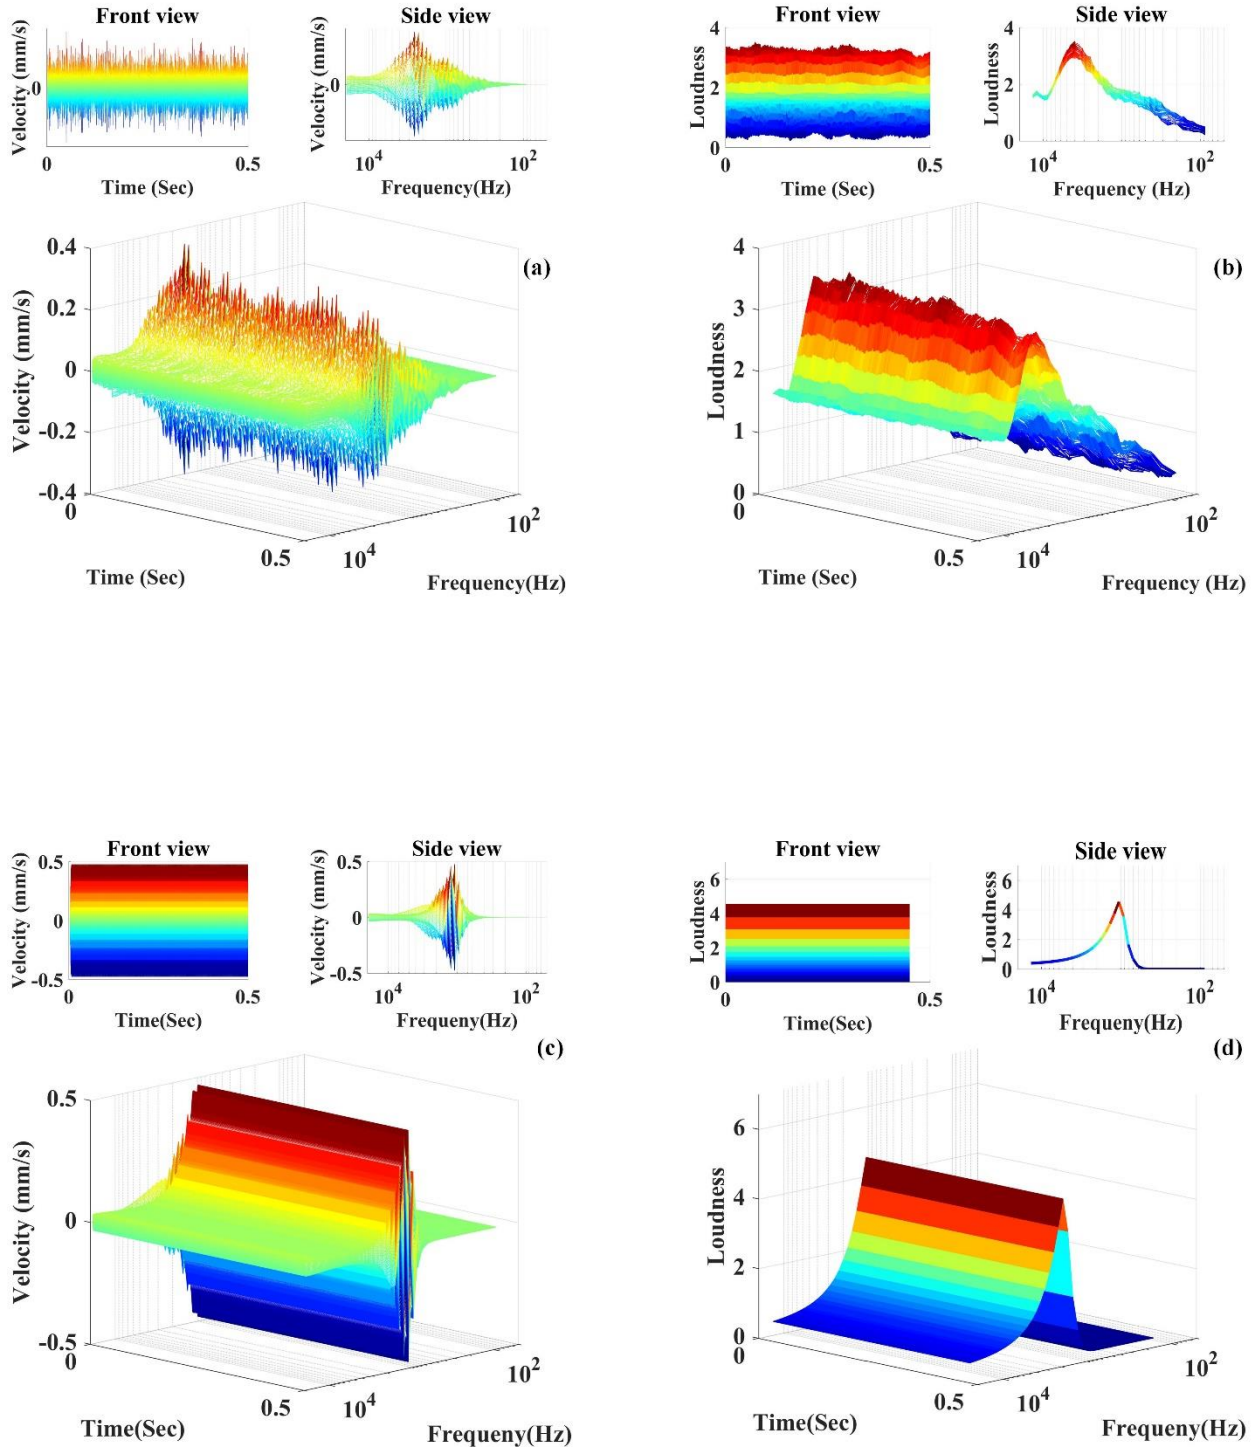 Front view
Velocity (mm/s)
0
0
0.5
Time (Sec)
Side view
Velocity (mm/s)
0
10^4
10^2
Frequency(Hz)
Front view
Loudness
4
2
0
0
0.5
Time (Sec)
Side view
Loudness
4
2
0
10^4
10^2
Frequency (Hz)
(a)
Velocity (mm/s)
0.4
0.2
0
-0.2
-0.4
0
0.5
Time (Sec)
10^4
10^2
Frequency(Hz)
(b)
Loudness
4
3
2
1
0
0
0.5
Time (Sec)
10^4
10^2
Frequency (Hz)
Front view
Velocity (mm/s)
0.5
0
-0.5
0
0.5
Time(Sec)
Side view
Velocity (mm/s)
0.5
0
-0.5
10^4
10^2
Frequeny(Hz)
Front view
Loudness
6
4
2
0
0
0.5
Time(Sec)
Side view
Loudness
6
4
2
0
10^4
10^2
Frequeny(Hz)
(c)
Velocity (mm/s)
0.5
0
-0.5
0
0.5
Time(Sec)
10^4
10^2
Frequeny(Hz)
(d)
Loudness
6
4
2
0
0
0.5
Time(Sec)
10^4
10^2
Frequeny(Hz)